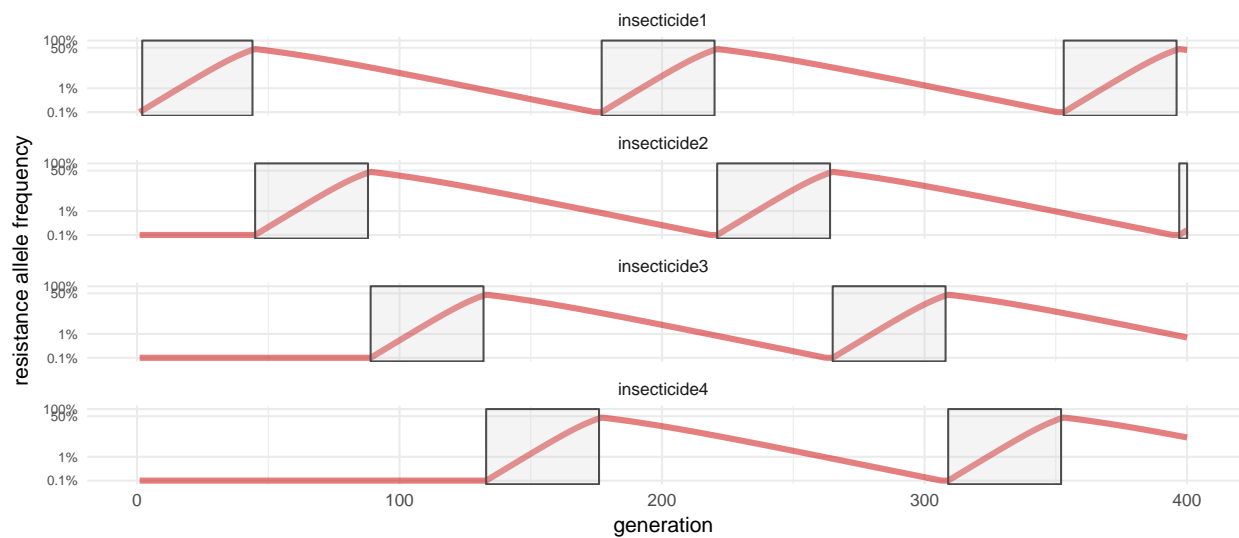 insecticide1
100%
50%
1%
0.1%
insecticide2
100%
50%
1%
0.1%
insecticide3
100%
50%
1%
0.1%
insecticide4
100%
50%
1%
0.1%
0 100 200 300 400
generation
resistance allele frequency